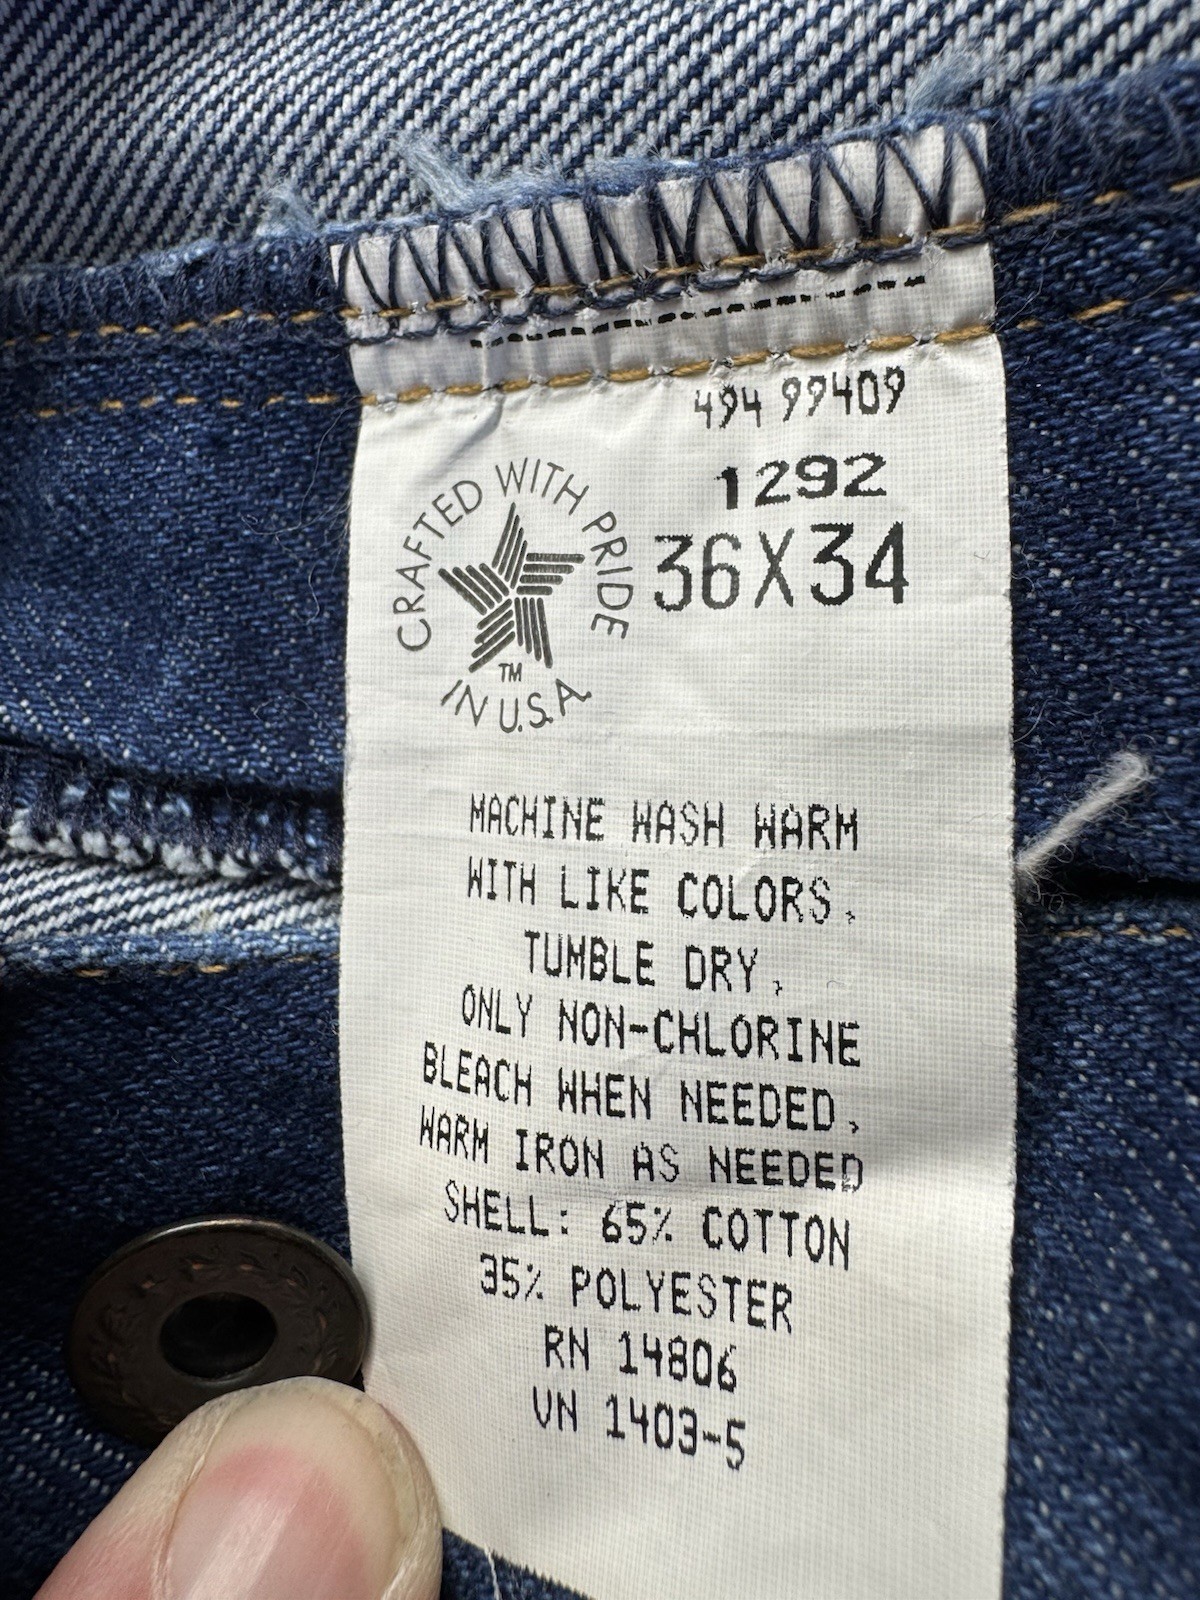 494 99409
1292
36X34
CRAFTED WITH PRIDE
TM
IN U.S.A
MACHINE WASH WARM
WITH LIKE COLORS,
TUMBLE DRY,
ONLY NON-CHLORINE
BLEACH WHEN NEEDED,
WARM IRON AS NEEDED
SHELL: 65% COTTON
35% POLYESTER
RN 14806
VN 1403-5